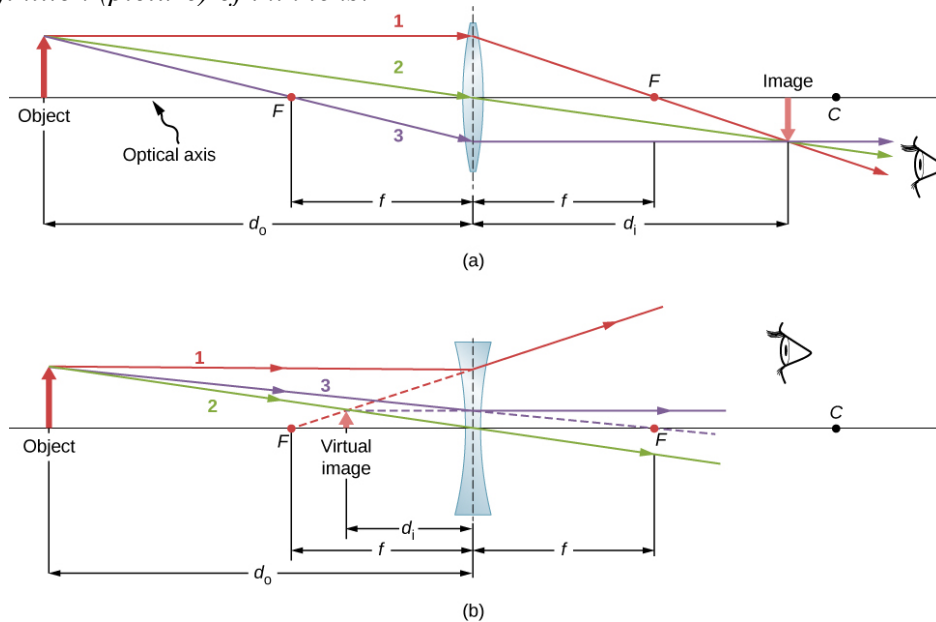 1
2
F
Image
Object
F
C
3
Optical axis
f
f
dₒ
dᵢ
(a)
1
3
2
C
F
F
Object
Virtual
image
dᵢ
f
f
dₒ
(b)